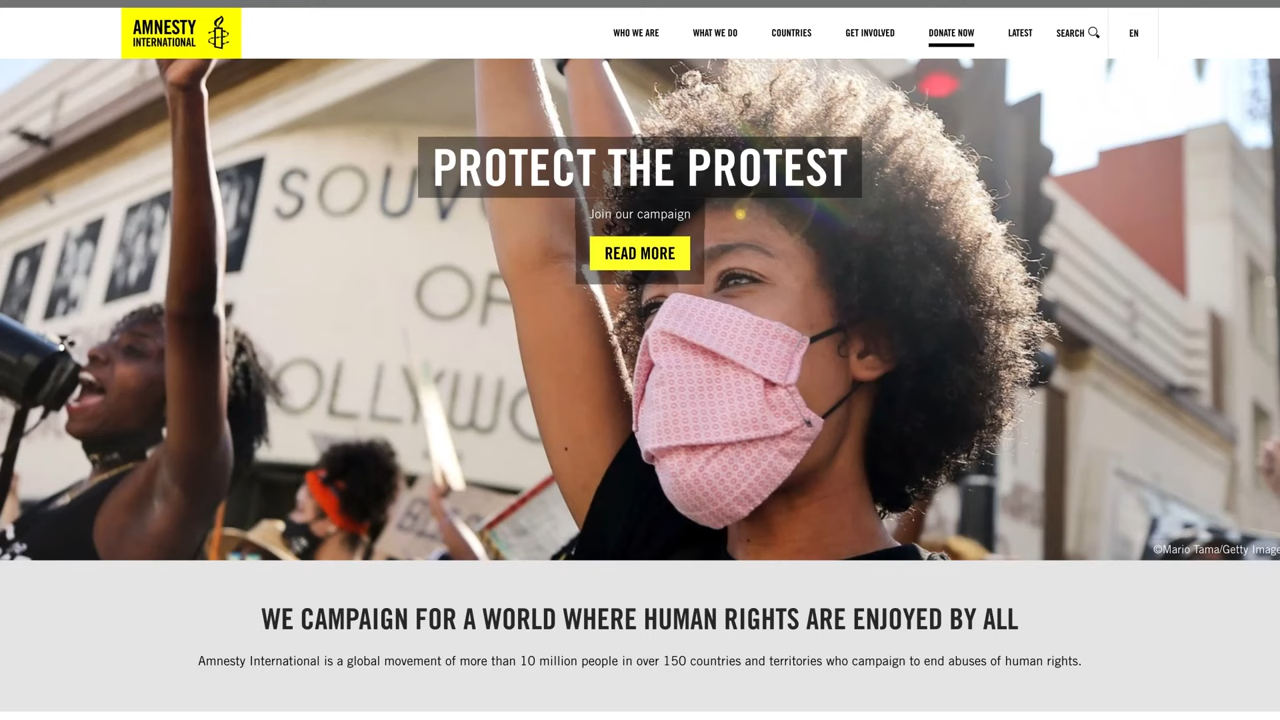 AMNESTY
INTERNATIONAL
WHO WE ARE
WHAT WE DO
COUNTRIES
GET INVOLVED
DONATE NOW
LATEST
SEARCH
EN
PROTECT THE PROTEST
Join our campaign
READ MORE
SOU
OF
OLLYW
©Mario Tama/Getty Image
WE CAMPAIGN FOR A WORLD WHERE HUMAN RIGHTS ARE ENJOYED BY ALL
Amnesty International is a global movement of more than 10 million people in over 150 countries and territories who campaign to end abuses of human rights.